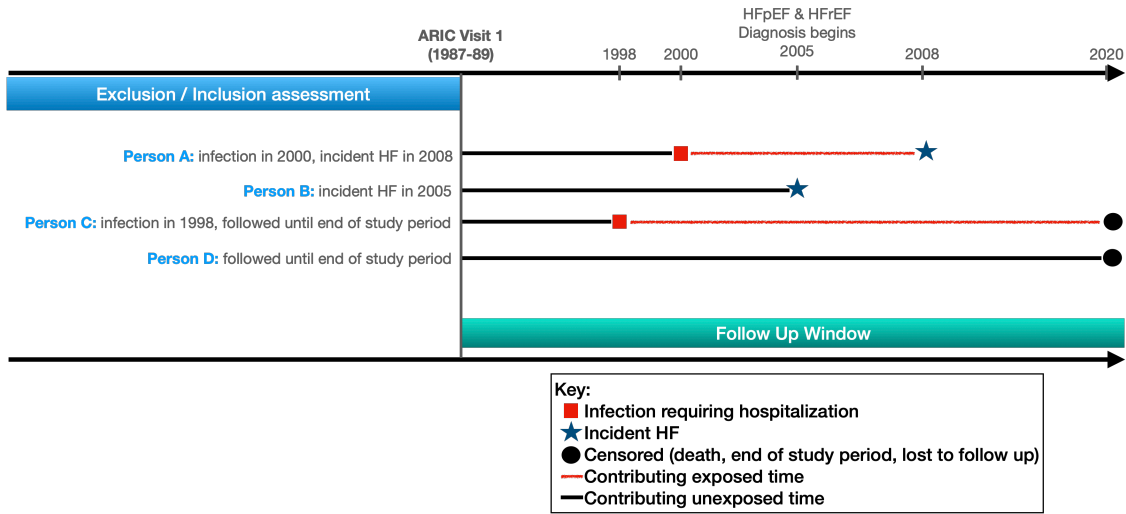 HFpEF & HFrEF
Diagnosis begins
ARIC Visit 1
(1987-89)
1998
2000
2005
2008
2020
Exclusion / Inclusion assessment
Person A: infection in 2000, incident HF in 2008
Person B: incident HF in 2005
Person C: infection in 1998, followed until end of study period
Person D: followed until end of study period
Follow Up Window
Key:
Infection requiring hospitalization
Incident HF
Censored (death, end of study period, lost to follow up)
Contributing exposed time
Contributing unexposed time